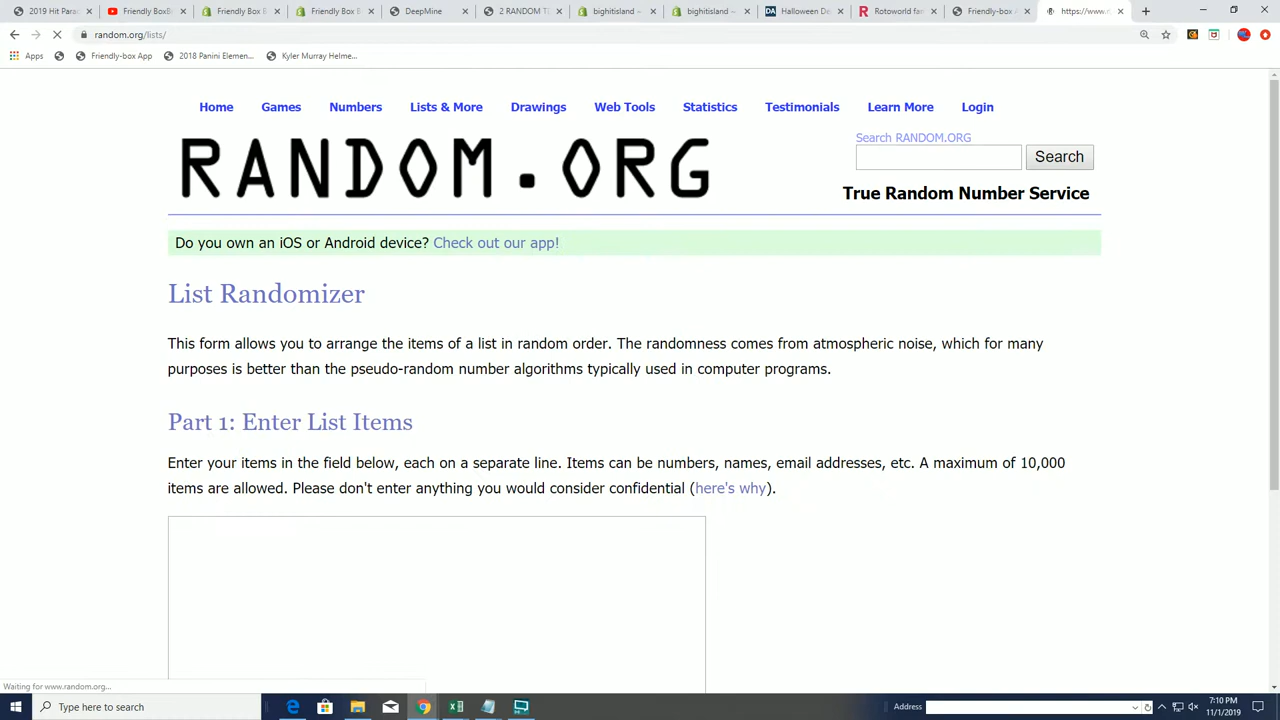 2019 Hit Para
Friendly BoxB
Friendly Box B
Friendly Box B
DeepMine
2 RANDOM T
bighitisland –
bighitisland –
Halloween De
Rotoworld fa
Friendly-box A
https://www.r
random.org/lists/
Apps
Friendly-box App
2018 Panini Elemen...
Kyler Murray Helme...
Home Games Numbers Lists & More Drawings Web Tools Statistics Testimonials Learn More Login
RANDOM.ORG
Search RANDOM.ORG
Search
True Random Number Service
Do you own an iOS or Android device? Check out our app!
List Randomizer
This form allows you to arrange the items of a list in random order. The randomness comes from atmospheric noise, which for many
purposes is better than the pseudo-random number algorithms typically used in computer programs.
Part 1: Enter List Items
Enter your items in the field below, each on a separate line. Items can be numbers, names, email addresses, etc. A maximum of 10,000
items are allowed. Please don't enter anything you would consider confidential (here's why).
Waiting for www.random.org...
Type here to search
Address
7:10 PM
11/1/2019